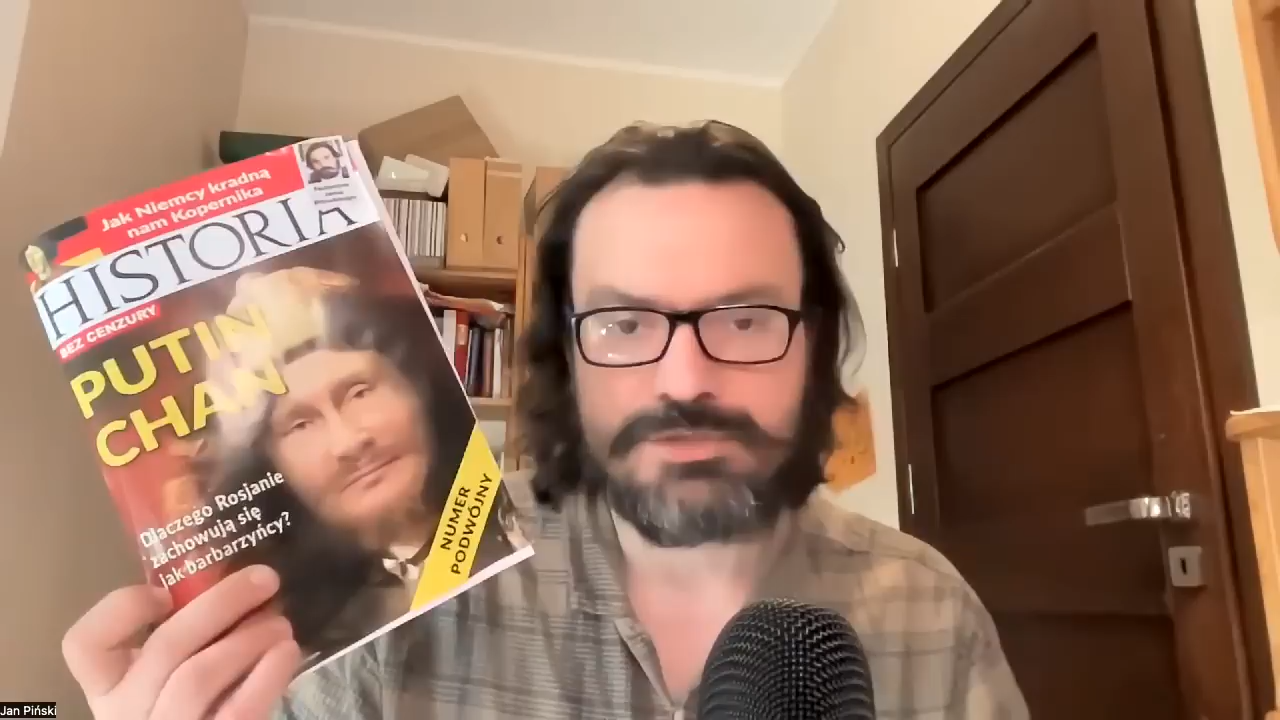 Jak Niemcy kradną
nam Kopernika
HISTORIA
BEZ CENZURY
PUTIN
CHAN
Dlaczego Rosjanie
zachowują się
jak barbarzyńcy?
NUMER
PODWÓJNY
Jan Piński